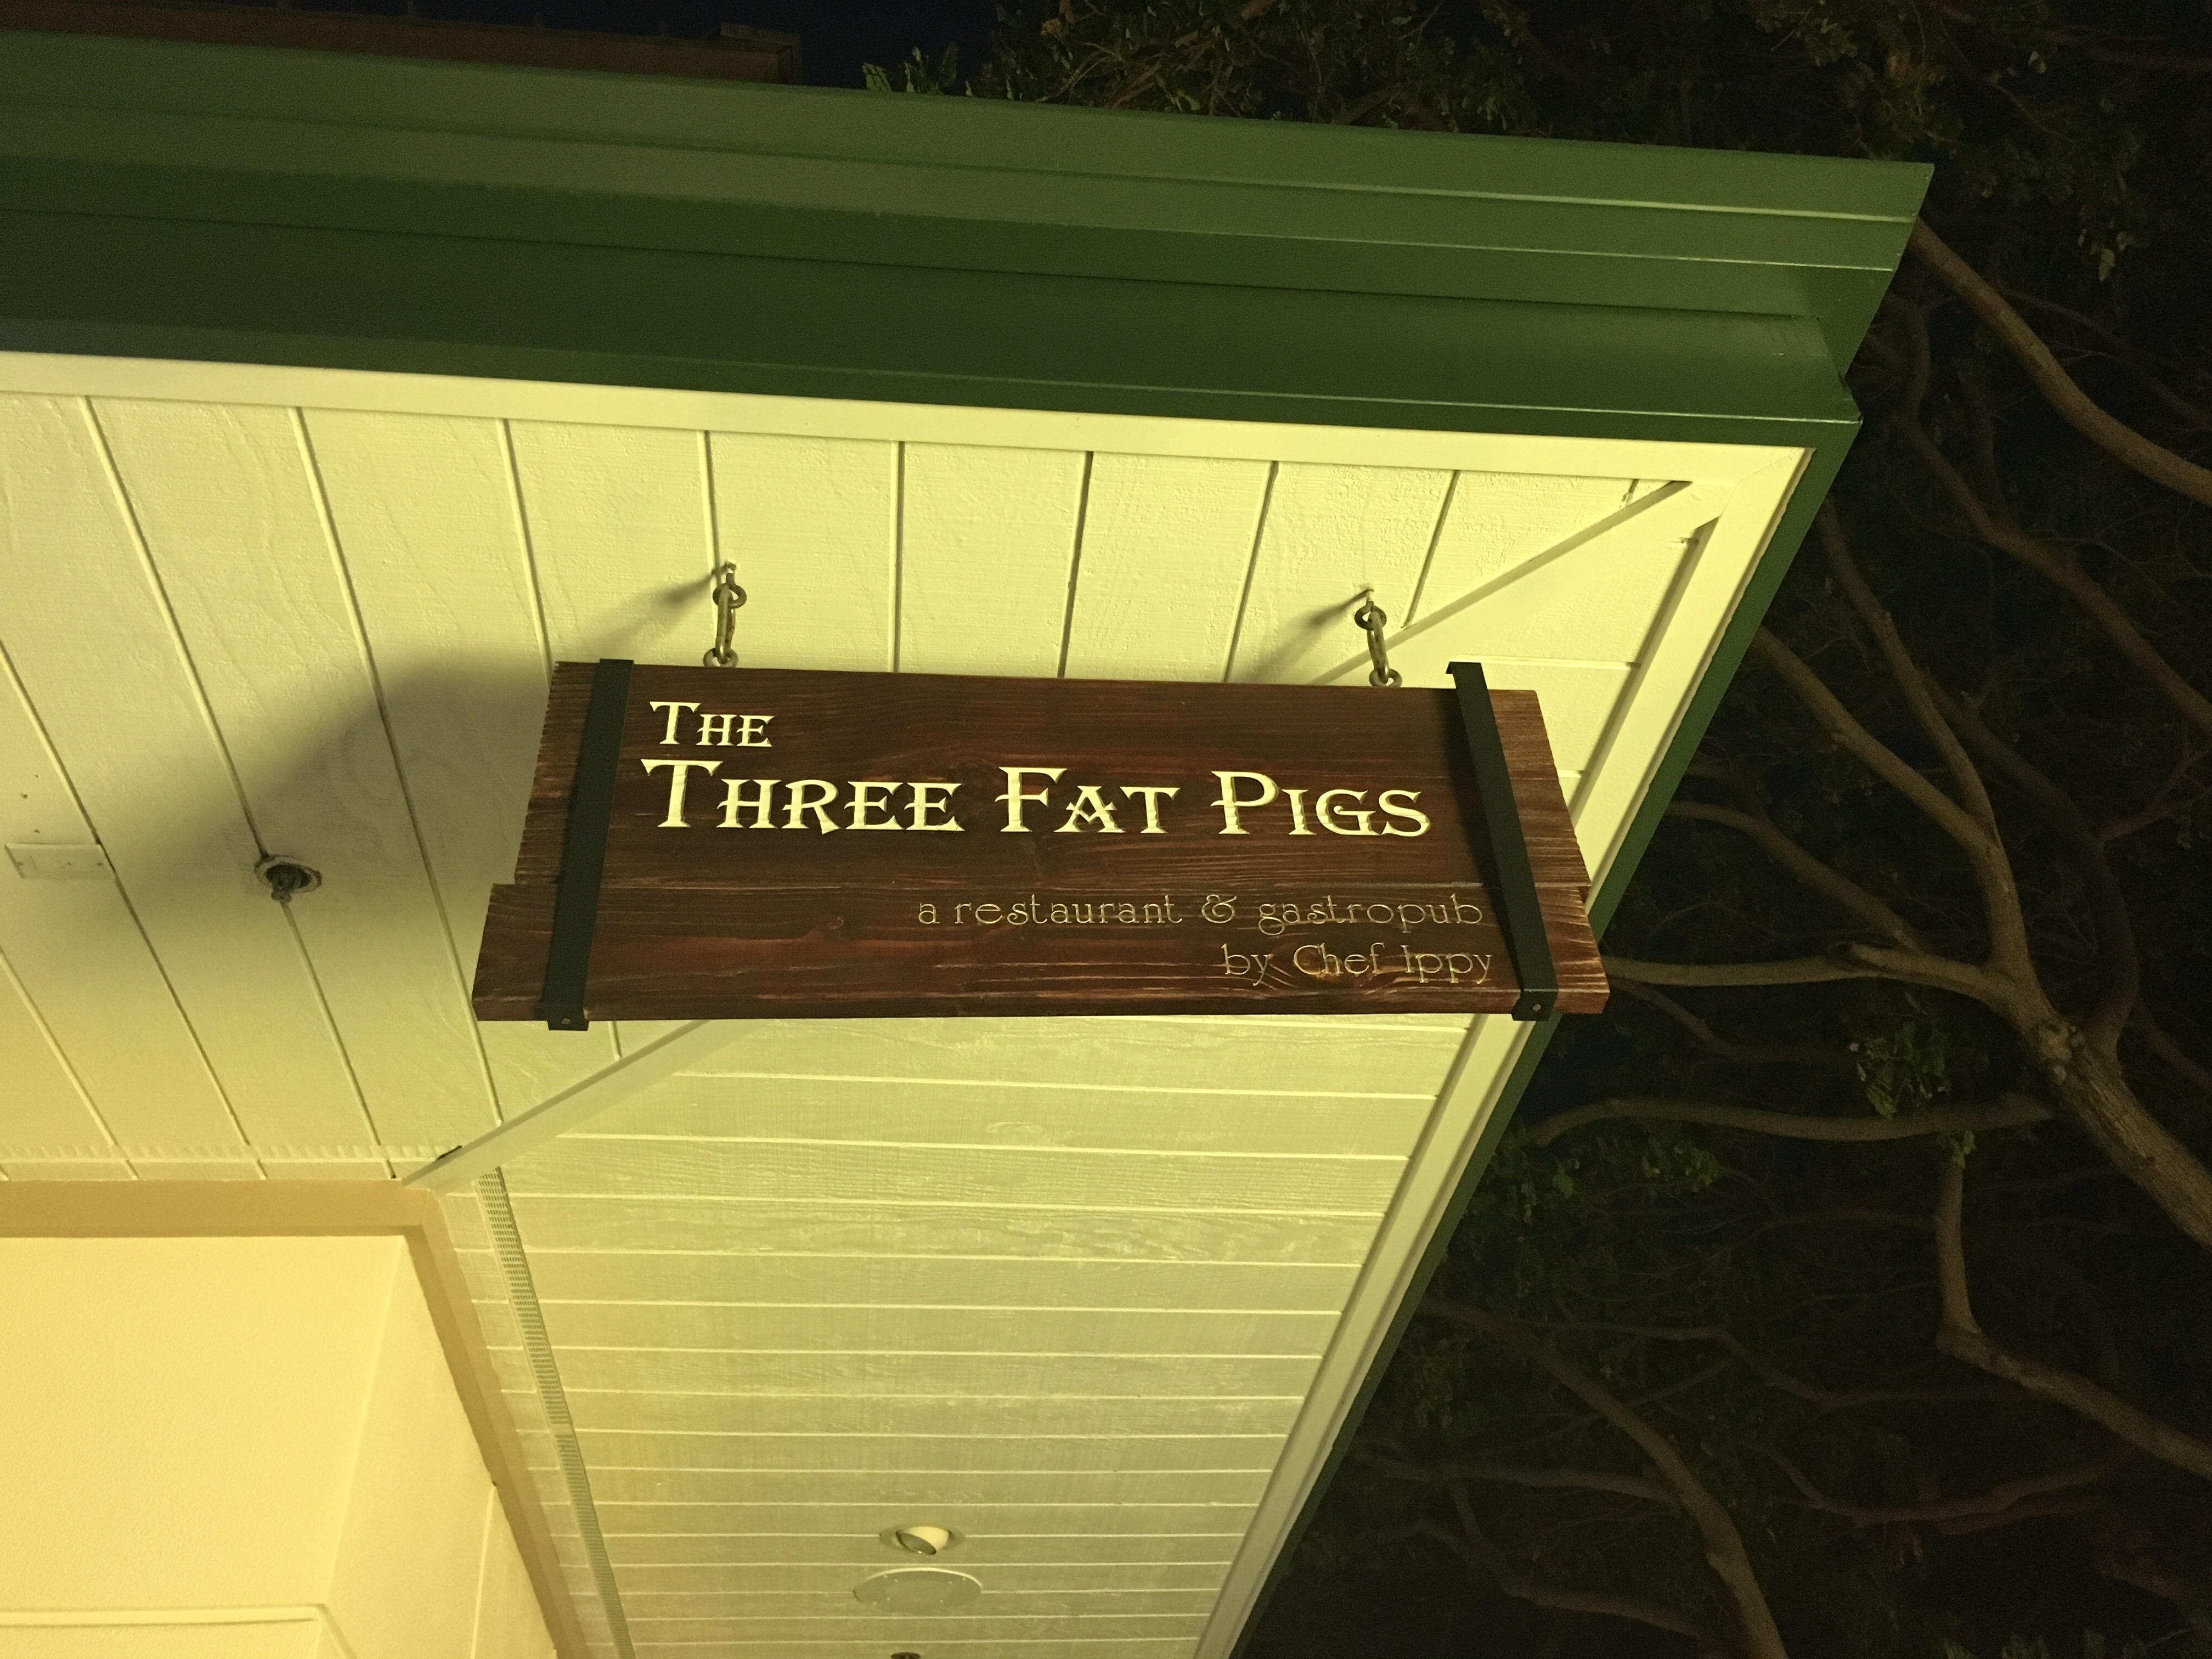 THE
THREE FAT PIGS
a restaurant & gastropub
by Chef Ippy